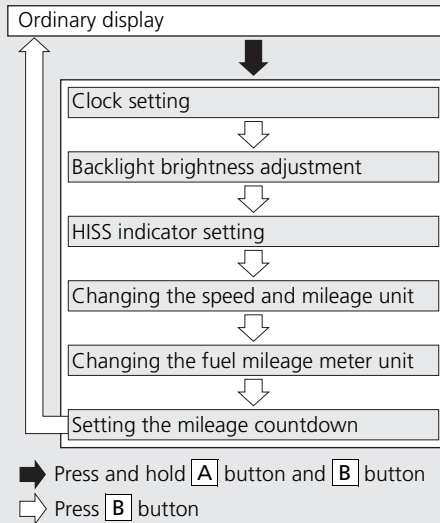 Ordinary display
Clock setting
Backlight brightness adjustment
HISS indicator setting
Changing the speed and mileage unit
Changing the fuel mileage meter unit
Setting the mileage countdown
Press and hold A button and B button
Press B button